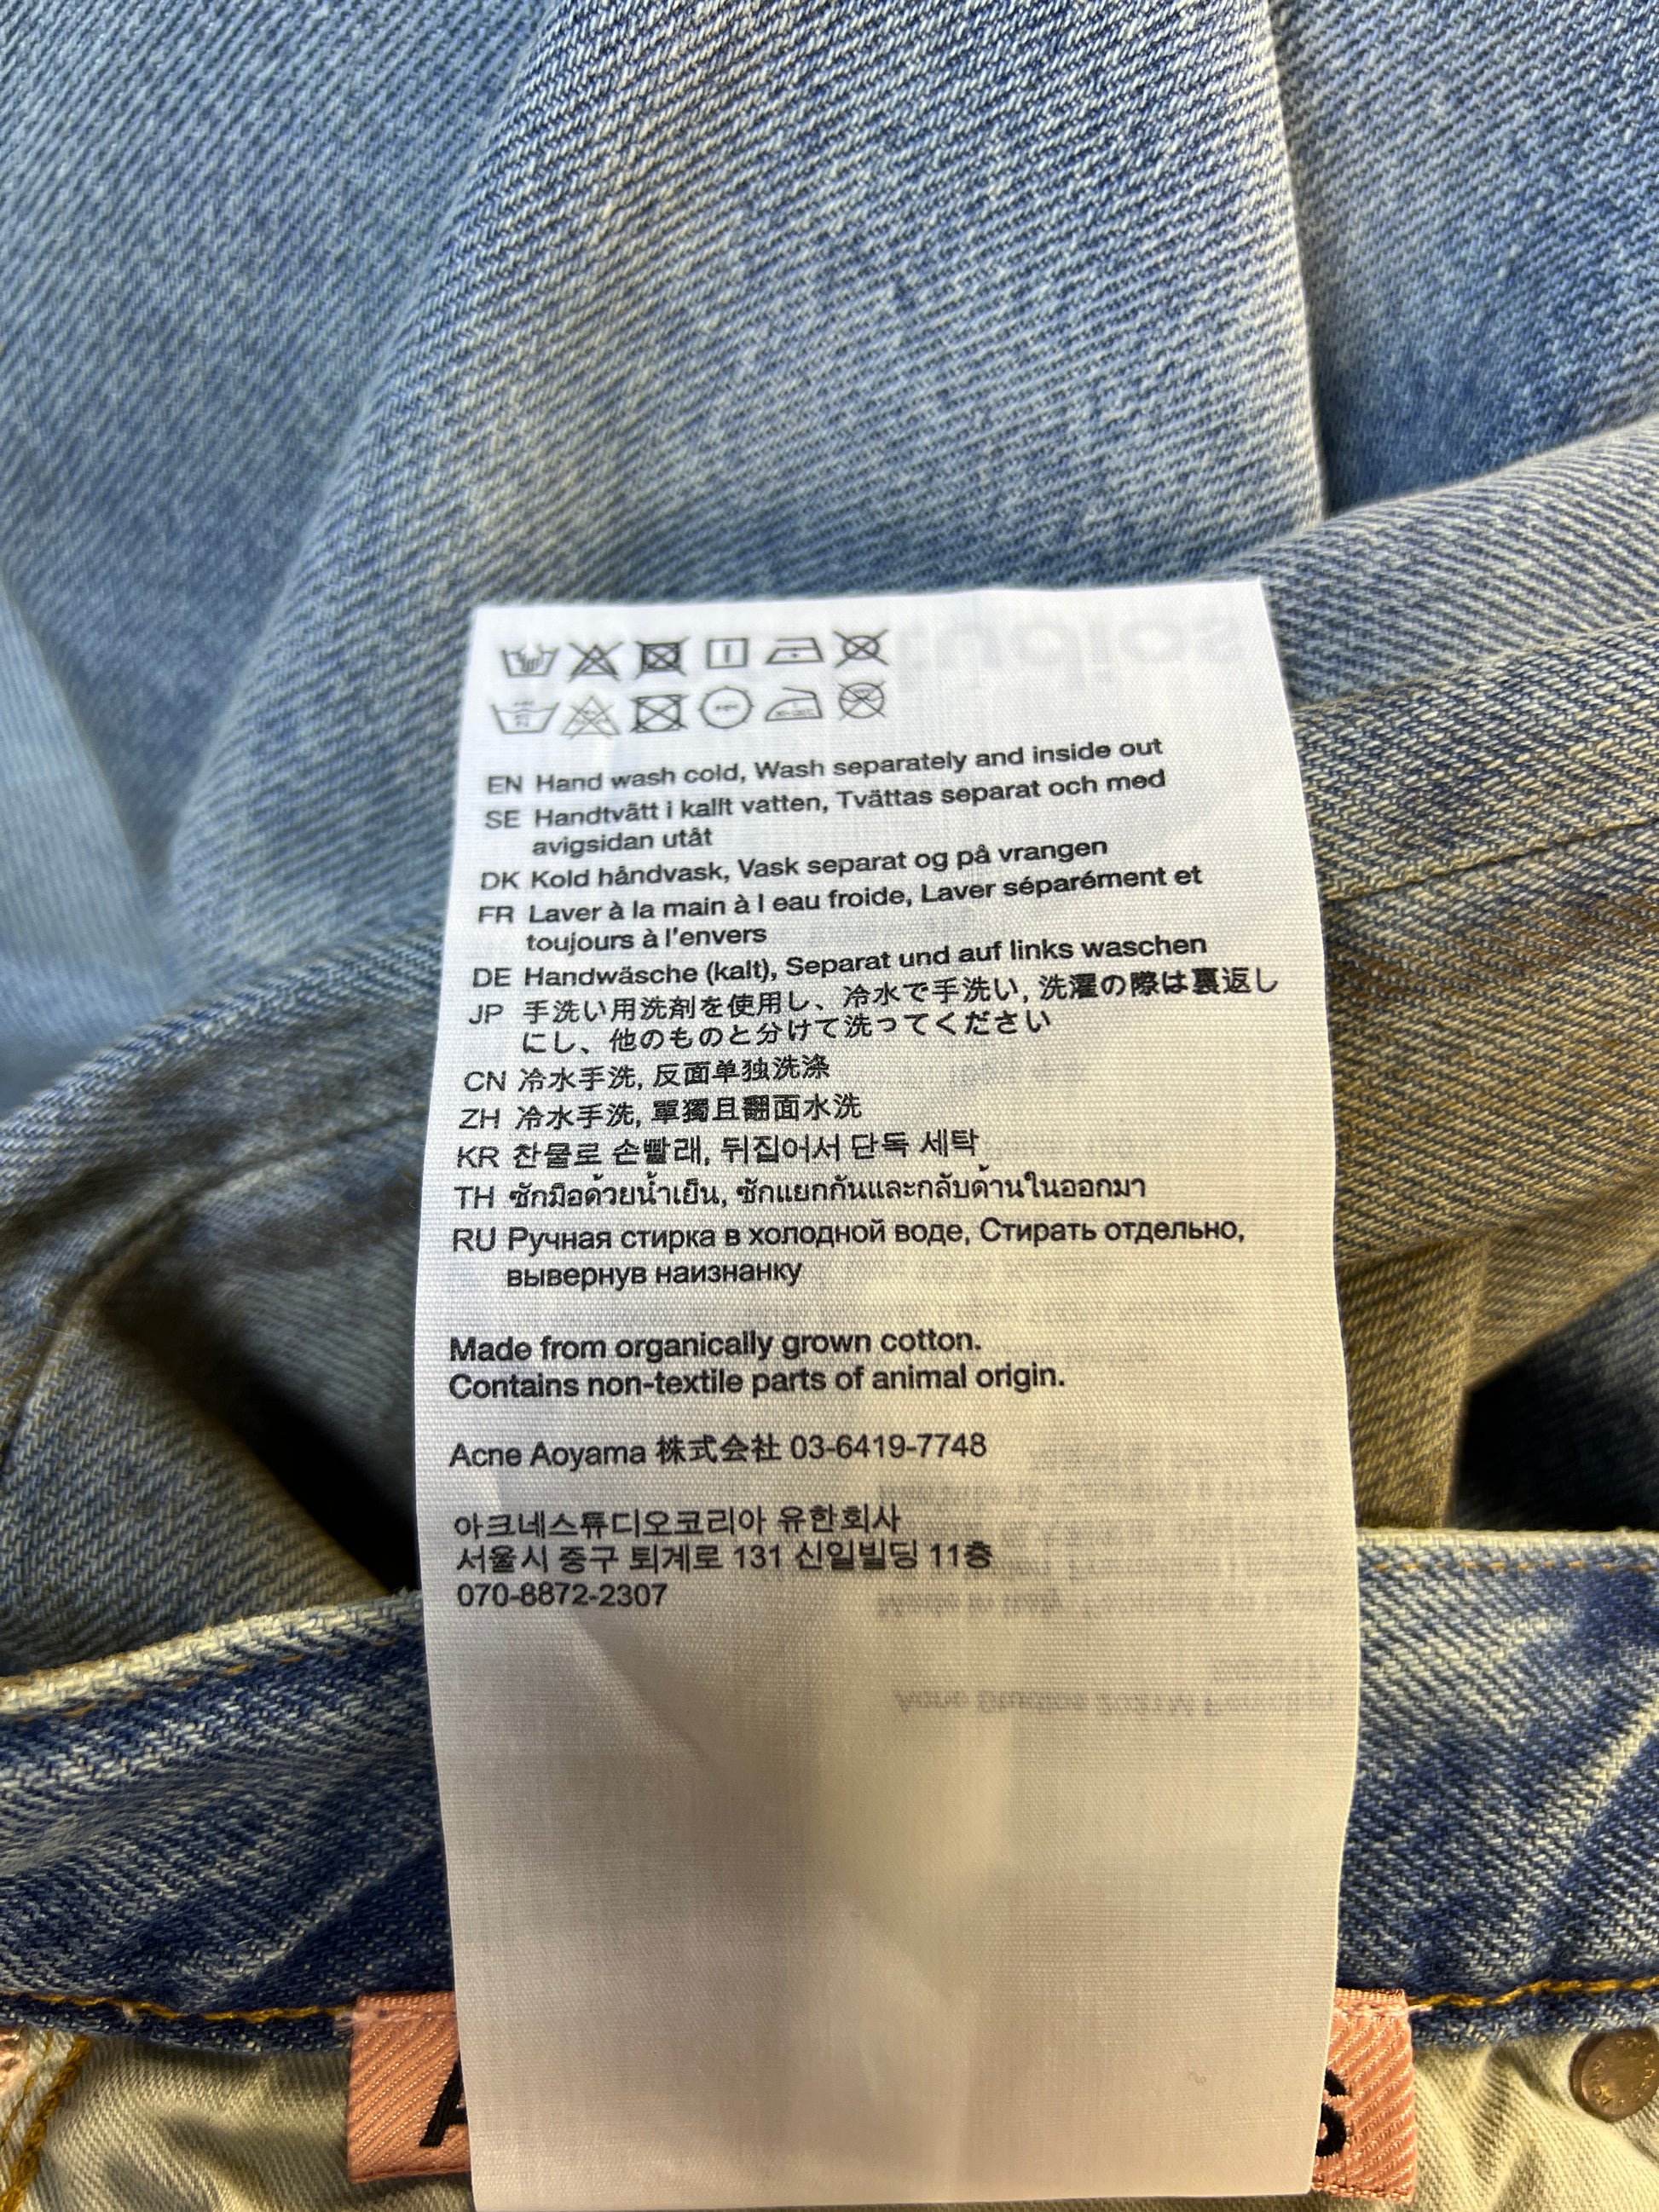 EN Hand wash cold, Wash separately and inside out
SE Handtvätt i kallt vatten, Tvättas separat och med
avigsidan utåt
DK Kold håndvask, Vask separat og på vrangen
FR Laver à la main à l eau froide, Laver séparément et
toujours à l'envers
DE Handwäsche (kalt), Separat und auf links waschen
JP 手洗い用洗剤を使用し、冷水で手洗い, 洗濯の際は裏返し
にし、他のものと分けて洗ってください
CN 冷水手洗, 反面单独洗涤
ZH 冷水手洗, 單獨且翻面水洗
KR 찬물로 손빨래, 뒤집어서 단독 세탁
TH ซักมือด้วยน้ำเย็น, ซักแยกกันและกลับด้านในออกมา
RU Ручная стирка в холодной воде, Стирать отдельно,
вывернув наизнанку
Made from organically grown cotton.
Contains non-textile parts of animal origin.
Acne Aoyama 株式会社 03-6419-7748
아크네스튜디오코리아 유한회사
서울시 중구 퇴계로 131 신일빌딩 11층
070-8872-2307